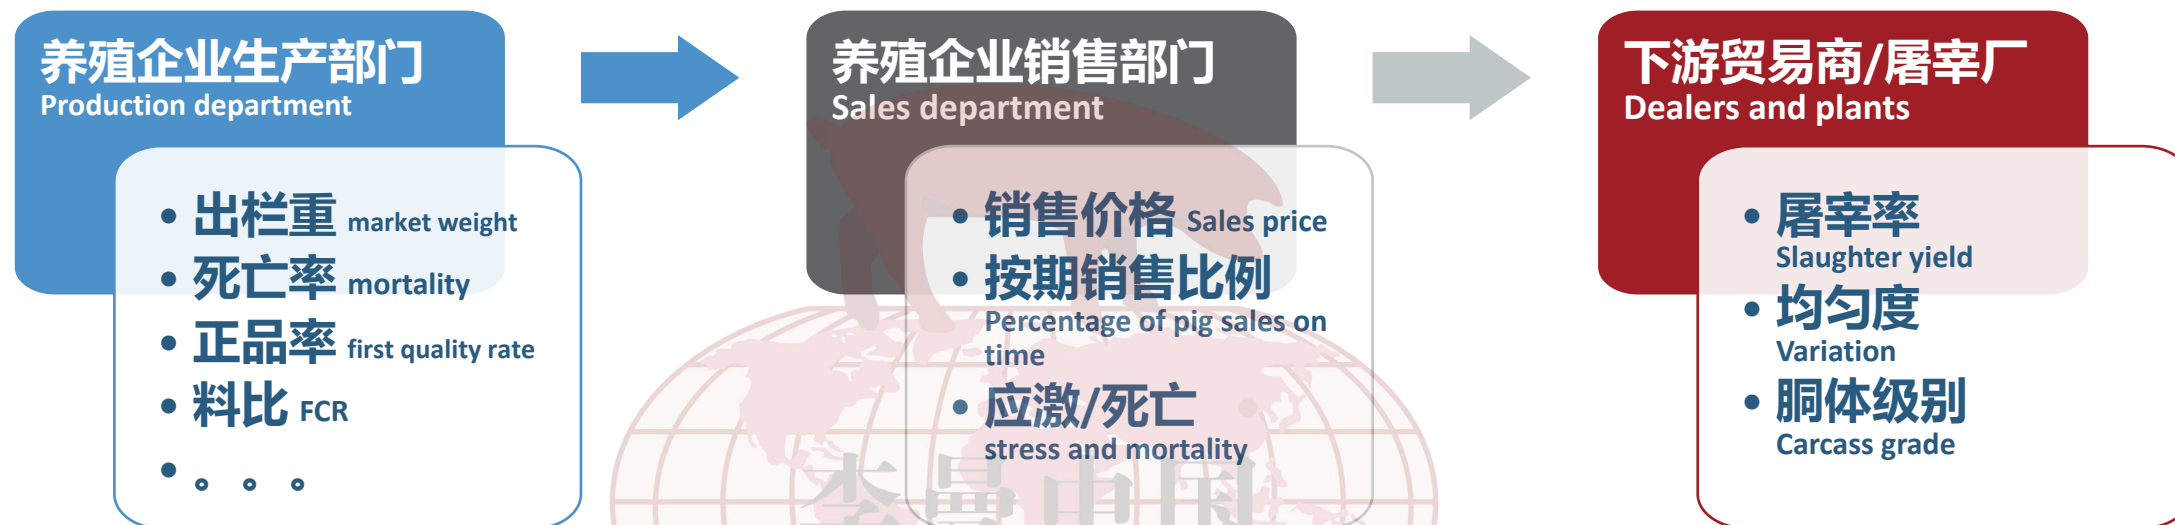 养殖企业生产部门
Production department
• 出栏重 market weight
• 死亡率 mortality
• 正品率 first quality rate
• 料比 FCR
• 。。。
养殖企业销售部门
Sales department
• 销售价格 Sales price
• 按期销售比例
Percentage of pig sales on
time
• 应激/死亡
stress and mortality
下游贸易商/屠宰厂
Dealers and plants
• 屠宰率
Slaughter yield
• 均匀度
Variation
• 胴体级别
Carcass grade
李曼中国